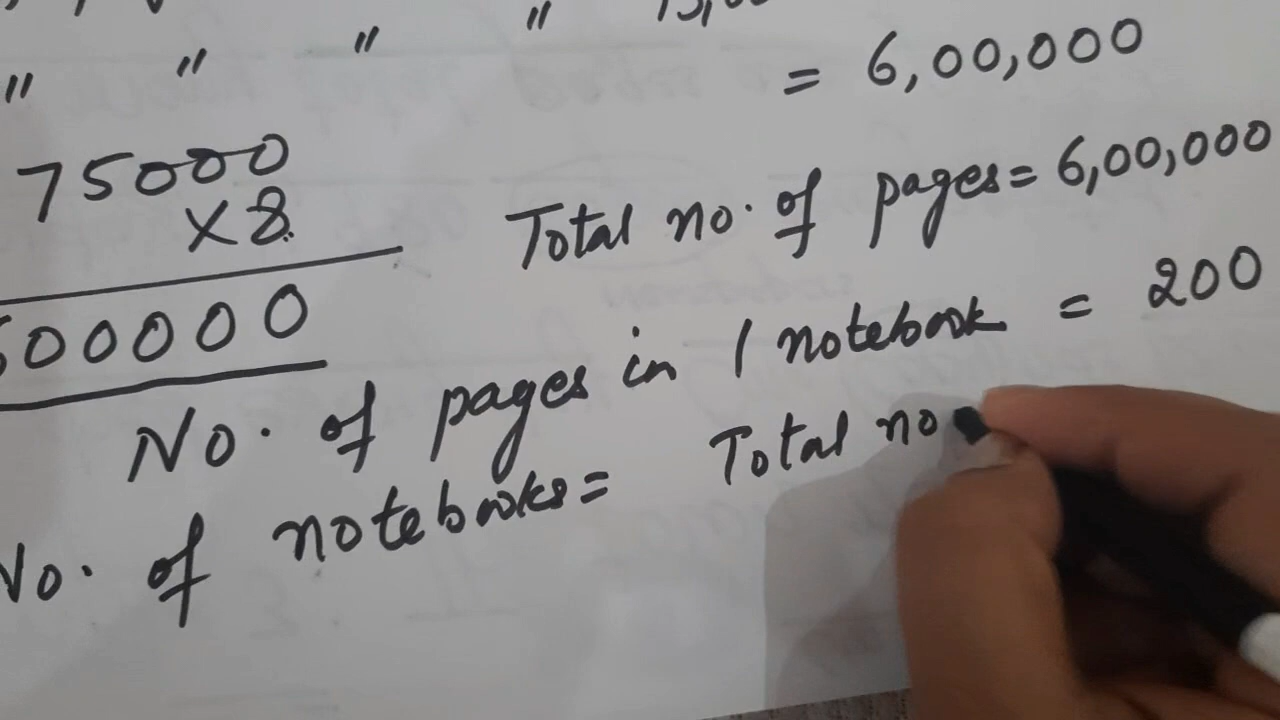 " " " 
" " = 6,00,000
75000
×8
Total no. of pages = 6,00,000
00000
No. of pages in 1 notebook = 200
No. of notebooks = Total no